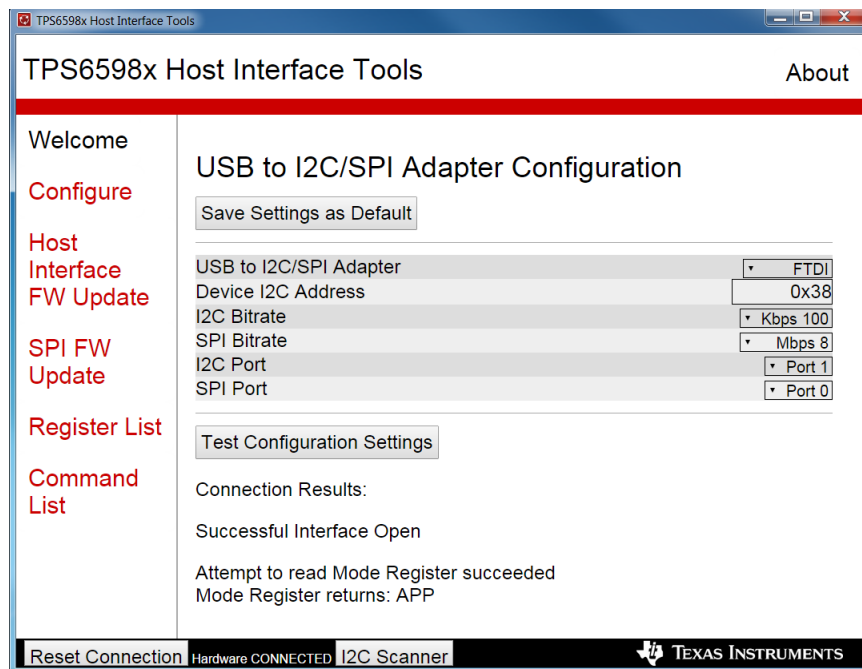 TPS6598x Host Interface Tools
TPS6598x Host Interface Tools
About
Welcome
Configure
Host
Interface
FW Update
SPI FW
Update
Register List
Command
List
USB to I2C/SPI Adapter Configuration
Save Settings as Default
USB to I2C/SPI Adapter FTDI
Device I2C Address 0x38
I2C Bitrate Kbps 100
SPI Bitrate Mbps 8
I2C Port Port 1
SPI Port Port 0
Test Configuration Settings
Connection Results:
Successful Interface Open
Attempt to read Mode Register succeeded
Mode Register returns: APP
Reset Connection Hardware CONNECTED I2C Scanner TEXAS INSTRUMENTS